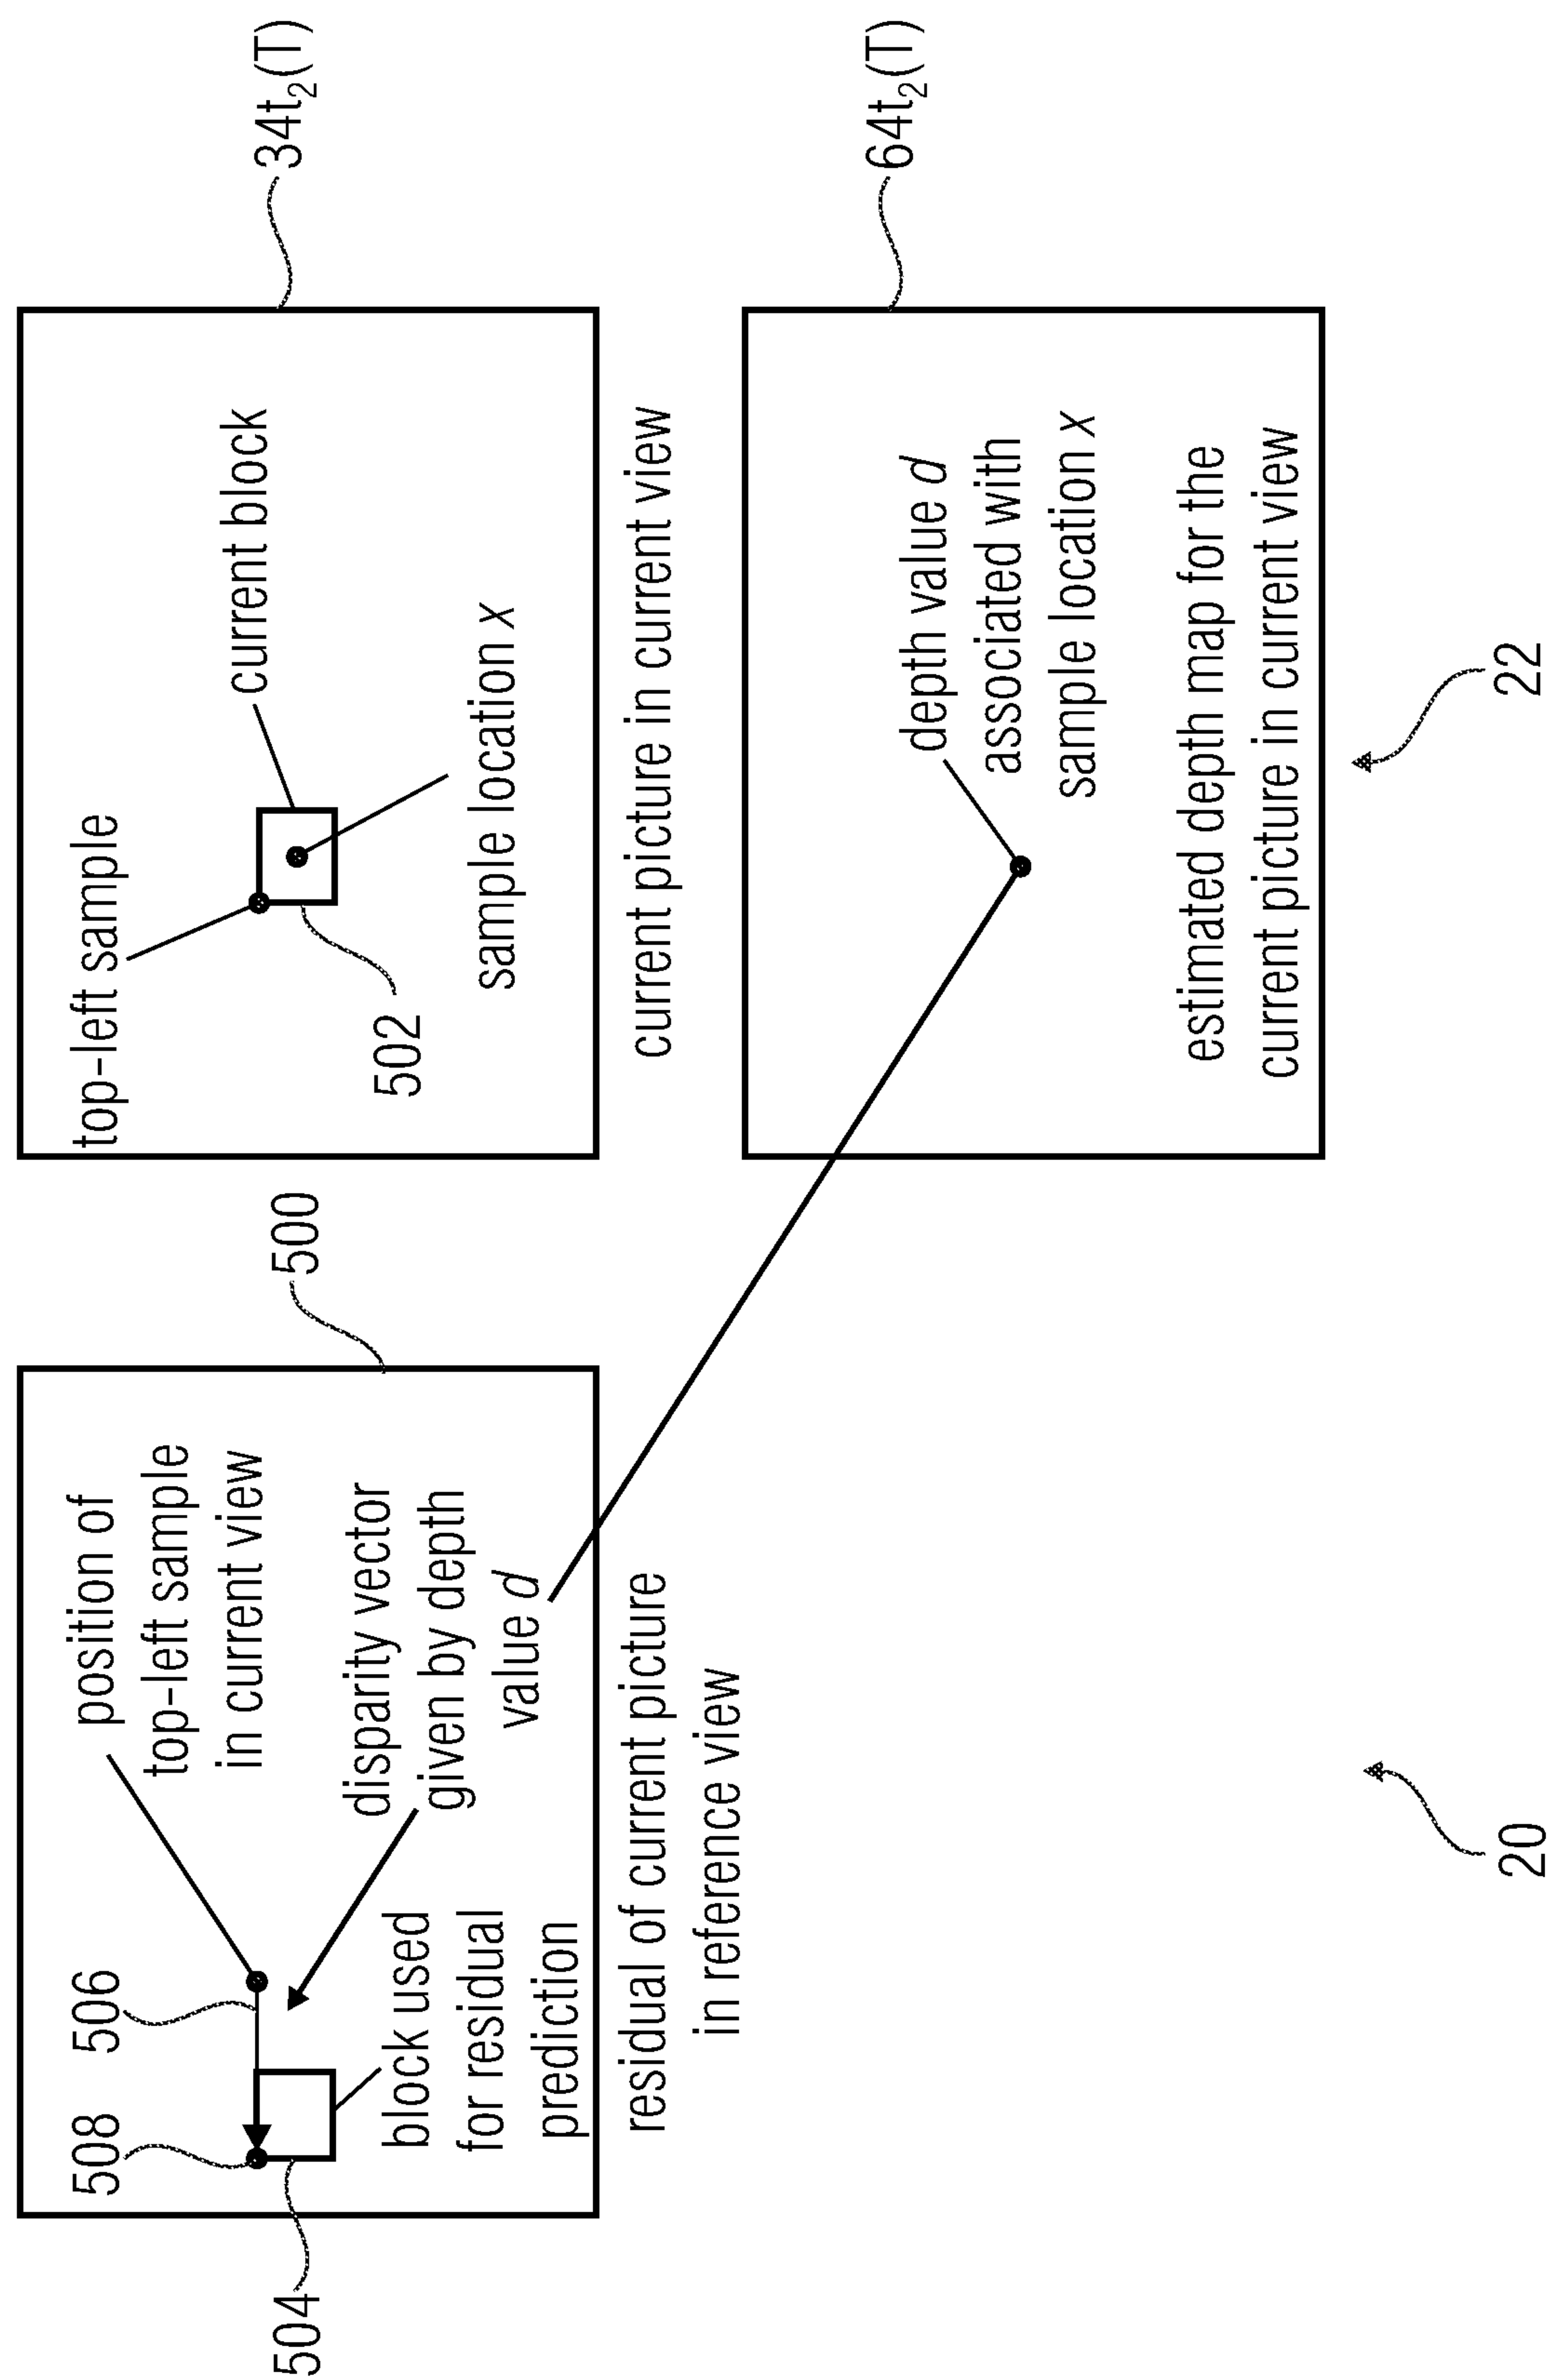 508
506
504
position of
top-left sample
in current view
disparity vector
given by depth
value d
block used
for residual
prediction
500
residual of current picture
in reference view
20
top-left sample
current block
502
sample location x
34t₂(T)
current picture in current view
depth value d
associated with
sample location x
64t₂(T)
estimated depth map for the
current picture in current view
22